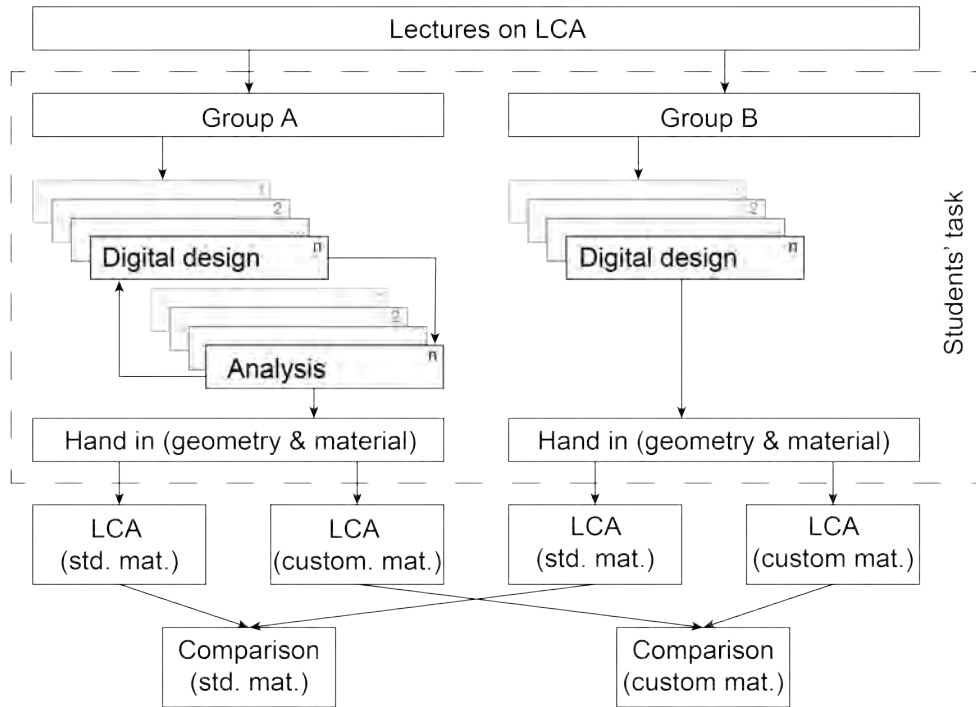 Lectures on LCA
Group A
Group B
1
2
...
n
Digital design
2
n
Digital design
2
n
Analysis
Students' task
Hand in (geometry & material)
Hand in (geometry & material)
LCA
(std. mat.)
LCA
(custom. mat.)
LCA
(std. mat.)
LCA
(custom mat.)
Comparison
(std. mat.)
Comparison
(custom mat.)